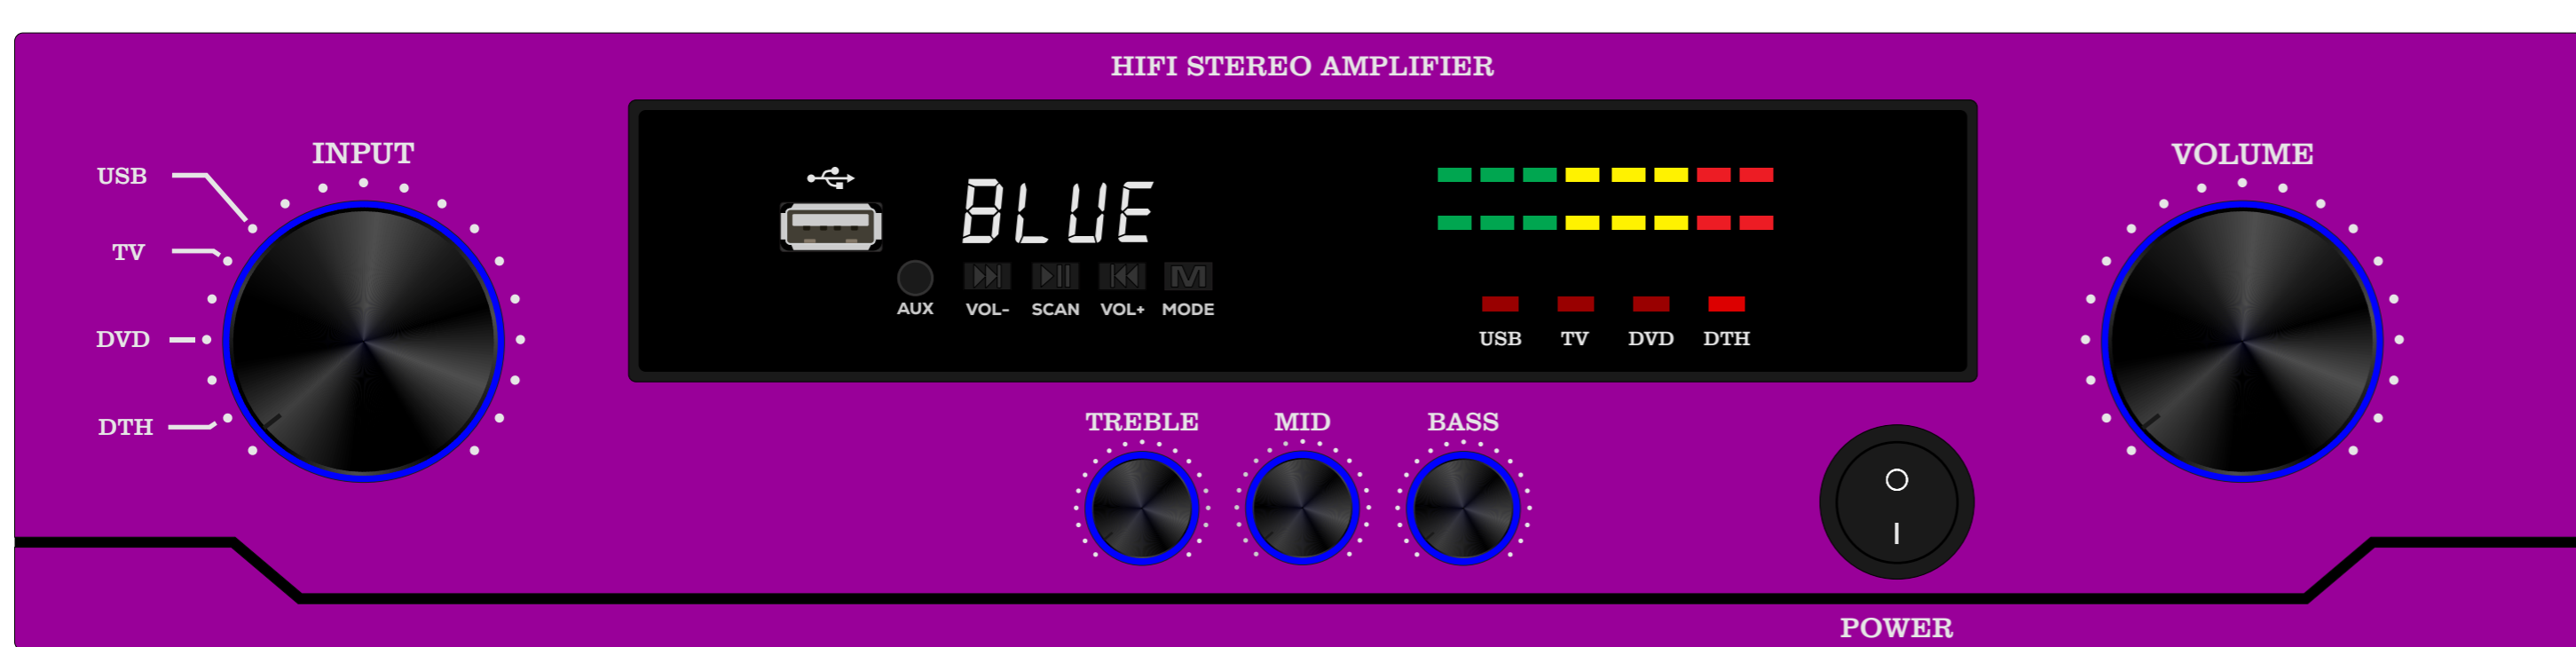 HIFI STEREO AMPLIFIER
INPUT
USB
TV
DVD
DTH
BLUE
AUX VOL- SCAN VOL+ MODE
M
USB TV DVD DTH
VOLUME
TREBLE MID BASS
O
I
POWER